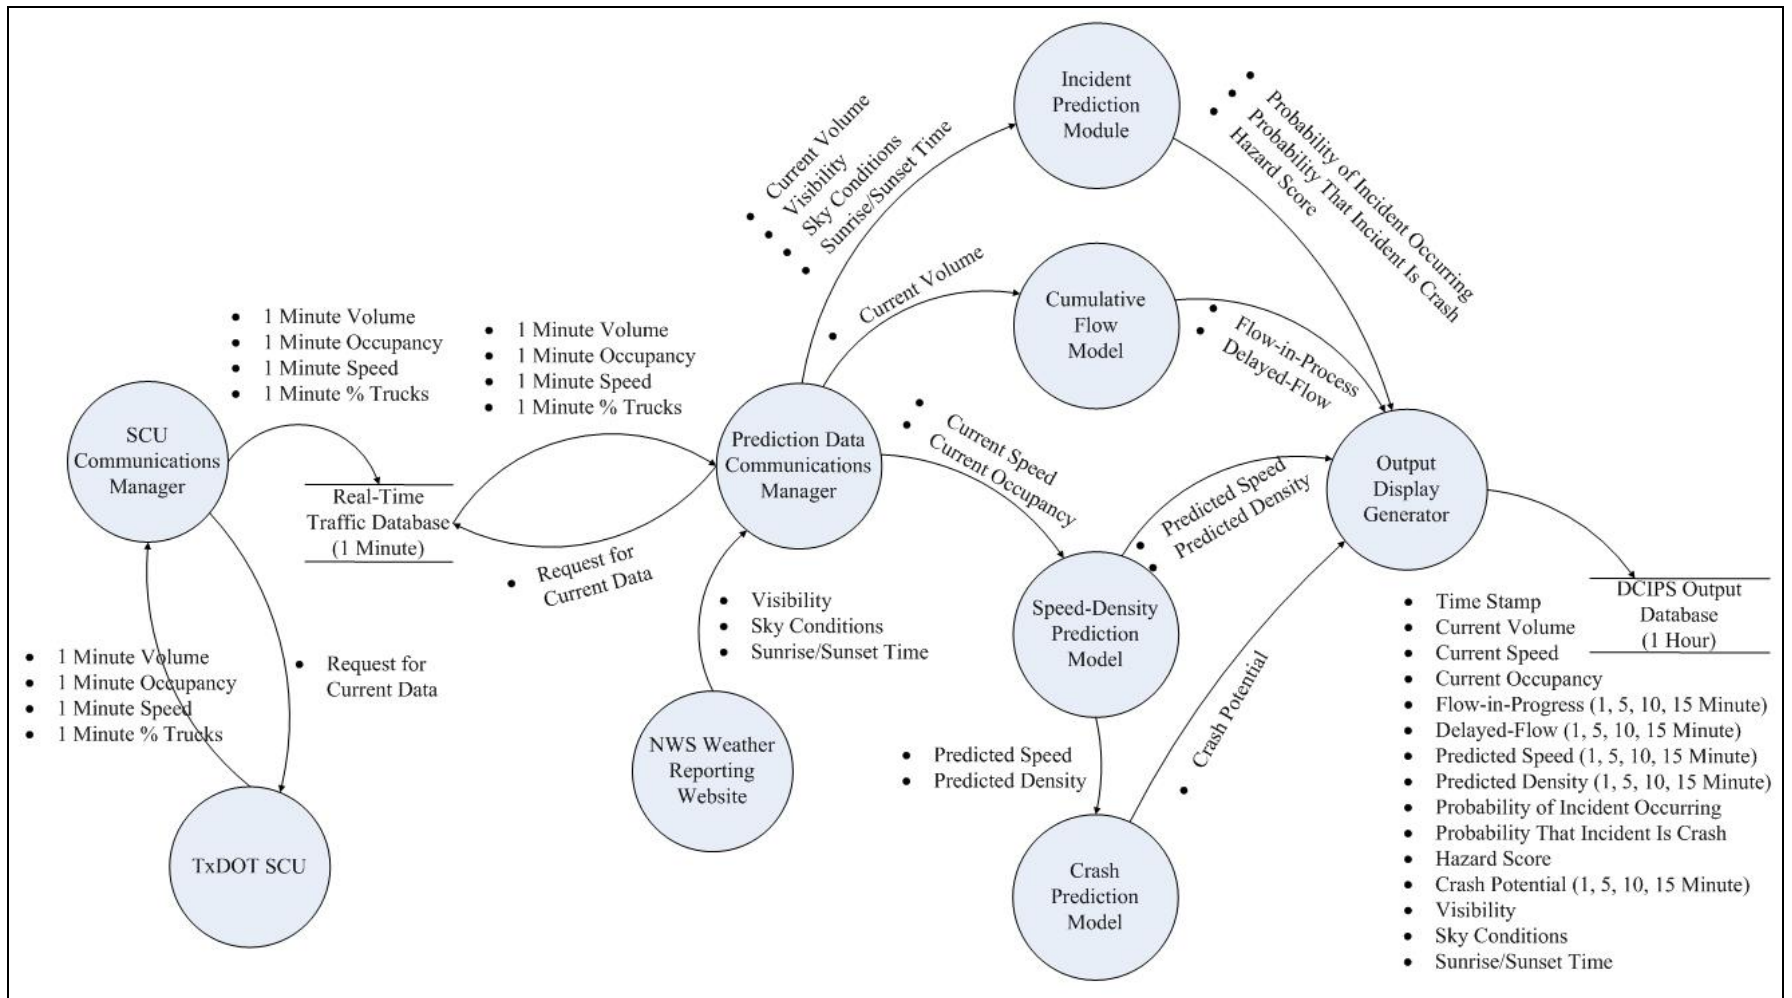 Incident
Prediction
Module
• Current Volume
• Visibility
• Sky Conditions
• Sunrise/Sunset Time
• Probability of Incident Occurring
• Probability That Incident Is Crash
• Hazard Score
• Current Volume
Cumulative
Flow
Model
• Flow-in-Process
• Delayed-Flow
• 1 Minute Volume
• 1 Minute Occupancy
• 1 Minute Speed
• 1 Minute % Trucks
• 1 Minute Volume
• 1 Minute Occupancy
• 1 Minute Speed
• 1 Minute % Trucks
SCU
Communications
Manager
Real-Time
Traffic Database
(1 Minute)
Prediction Data
Communications
Manager
• Current Speed
• Current Occupancy
• Predicted Speed
• Predicted Density
Output
Display
Generator
• Request for
Current Data
• Visibility
• Sky Conditions
• Sunrise/Sunset Time
Speed-Density
Prediction
Model
DCIPS Output
Database
(1 Hour)
• 1 Minute Volume
• 1 Minute Occupancy
• 1 Minute Speed
• 1 Minute % Trucks
• Request for
Current Data
NWS Weather
Reporting
Website
• Predicted Speed
• Predicted Density
• Crash Potential
TxDOT SCU
Crash
Prediction
Model
• Time Stamp
• Current Volume
• Current Speed
• Current Occupancy
• Flow-in-Progress (1, 5, 10, 15 Minute)
• Delayed-Flow (1, 5, 10, 15 Minute)
• Predicted Speed (1, 5, 10, 15 Minute)
• Predicted Density (1, 5, 10, 15 Minute)
• Probability of Incident Occurring
• Probability That Incident Is Crash
• Hazard Score
• Crash Potential (1, 5, 10, 15 Minute)
• Visibility
• Sky Conditions
• Sunrise/Sunset Time